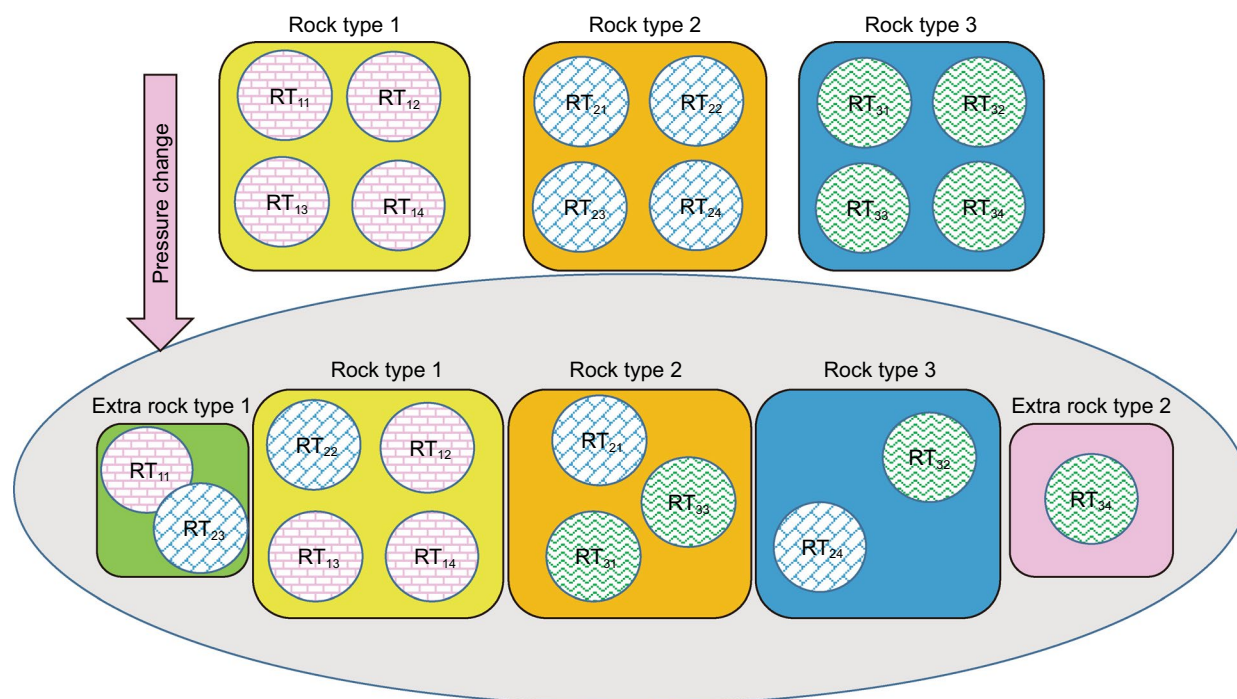 Rock type 1
Rock type 2
Rock type 3
Pressure change
RT₁₁
RT₁₂
RT₂₁
RT₂₂
RT₃₁
RT₃₂
RT₁₃
RT₁₄
RT₂₃
RT₂₄
RT₃₃
RT₃₄
Extra rock type 1
Rock type 1
Rock type 2
Rock type 3
Extra rock type 2
RT₁₁
RT₂₃
RT₂₂
RT₁₂
RT₁₃
RT₁₄
RT₂₁
RT₃₃
RT₃₁
RT₃₂
RT₂₄
RT₃₄